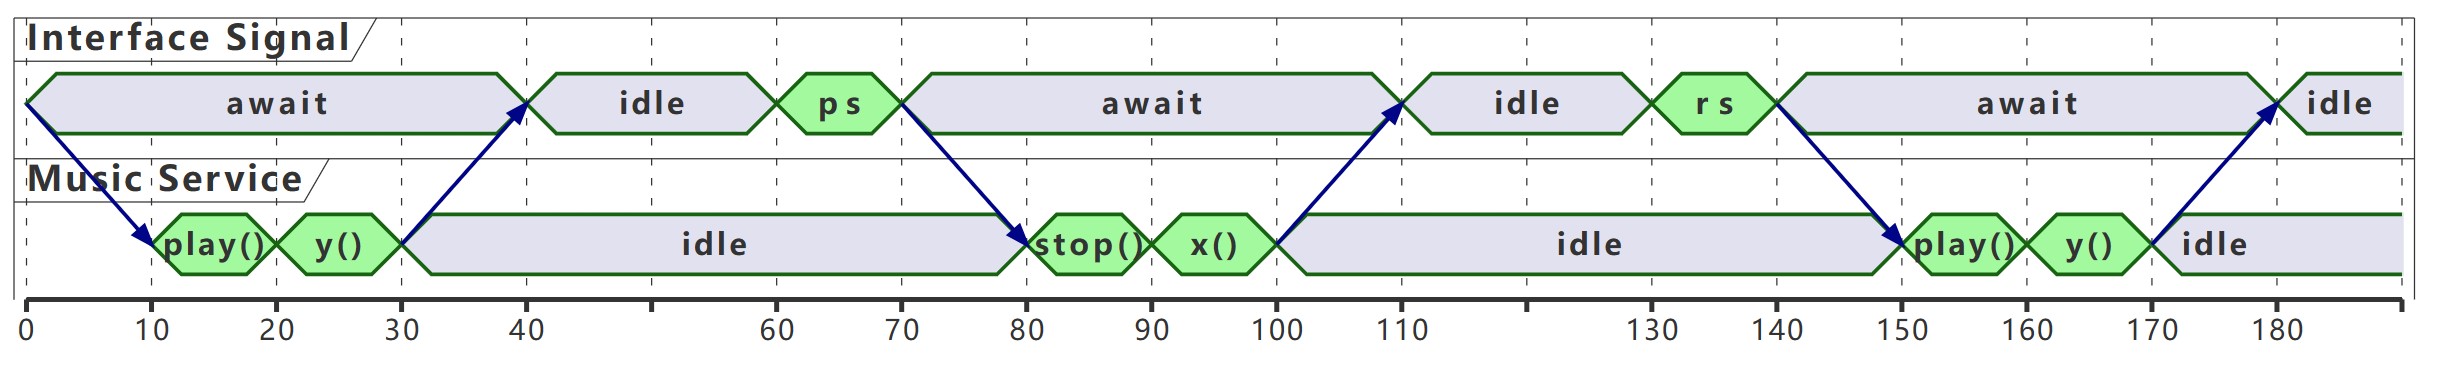 Interface Signal
await idle ps await idle rs await idle
Music Service
play() y() idle stop() x() idle play() y() idle
0 10 20 30 40 60 70 80 90 100 110 130 140 150 160 170 180